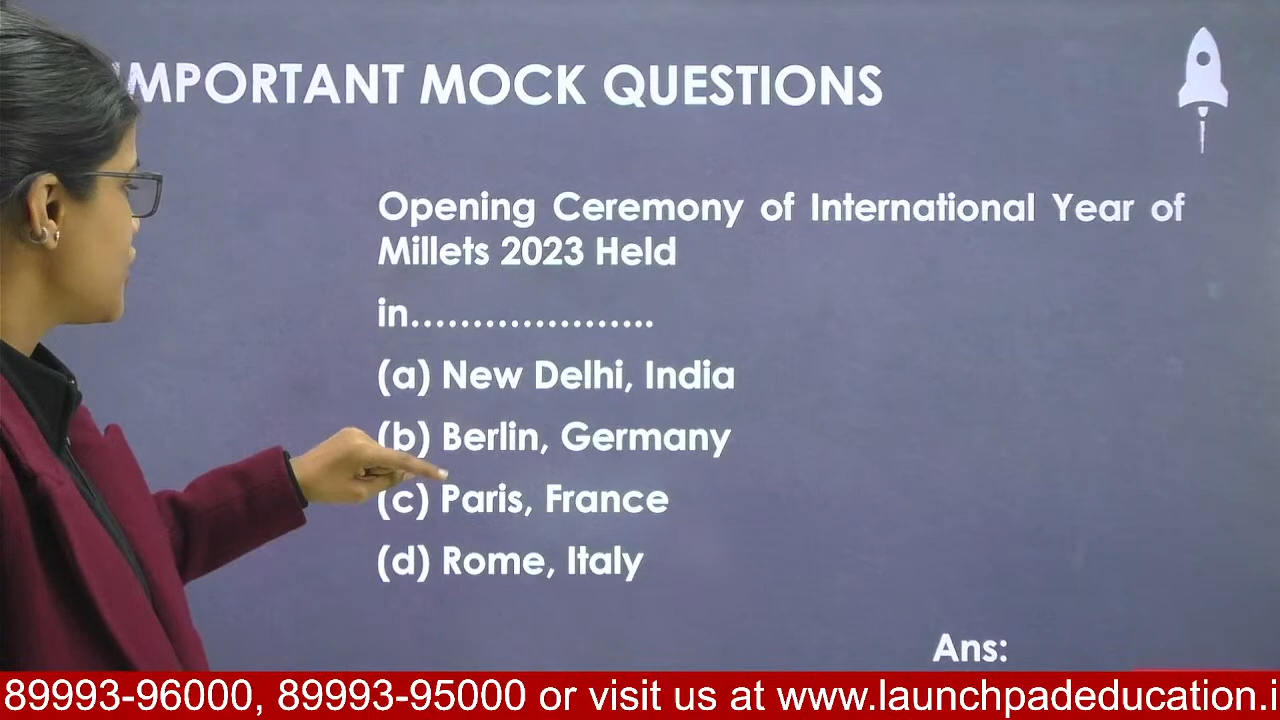 IMPORTANT MOCK QUESTIONS
Opening Ceremony of International Year of
Millets 2023 Held
in....................
(a) New Delhi, India
(b) Berlin, Germany
(c) Paris, France
(d) Rome, Italy
Ans:
89993-96000, 89993-95000 or visit us at www.launchpadeducation.i